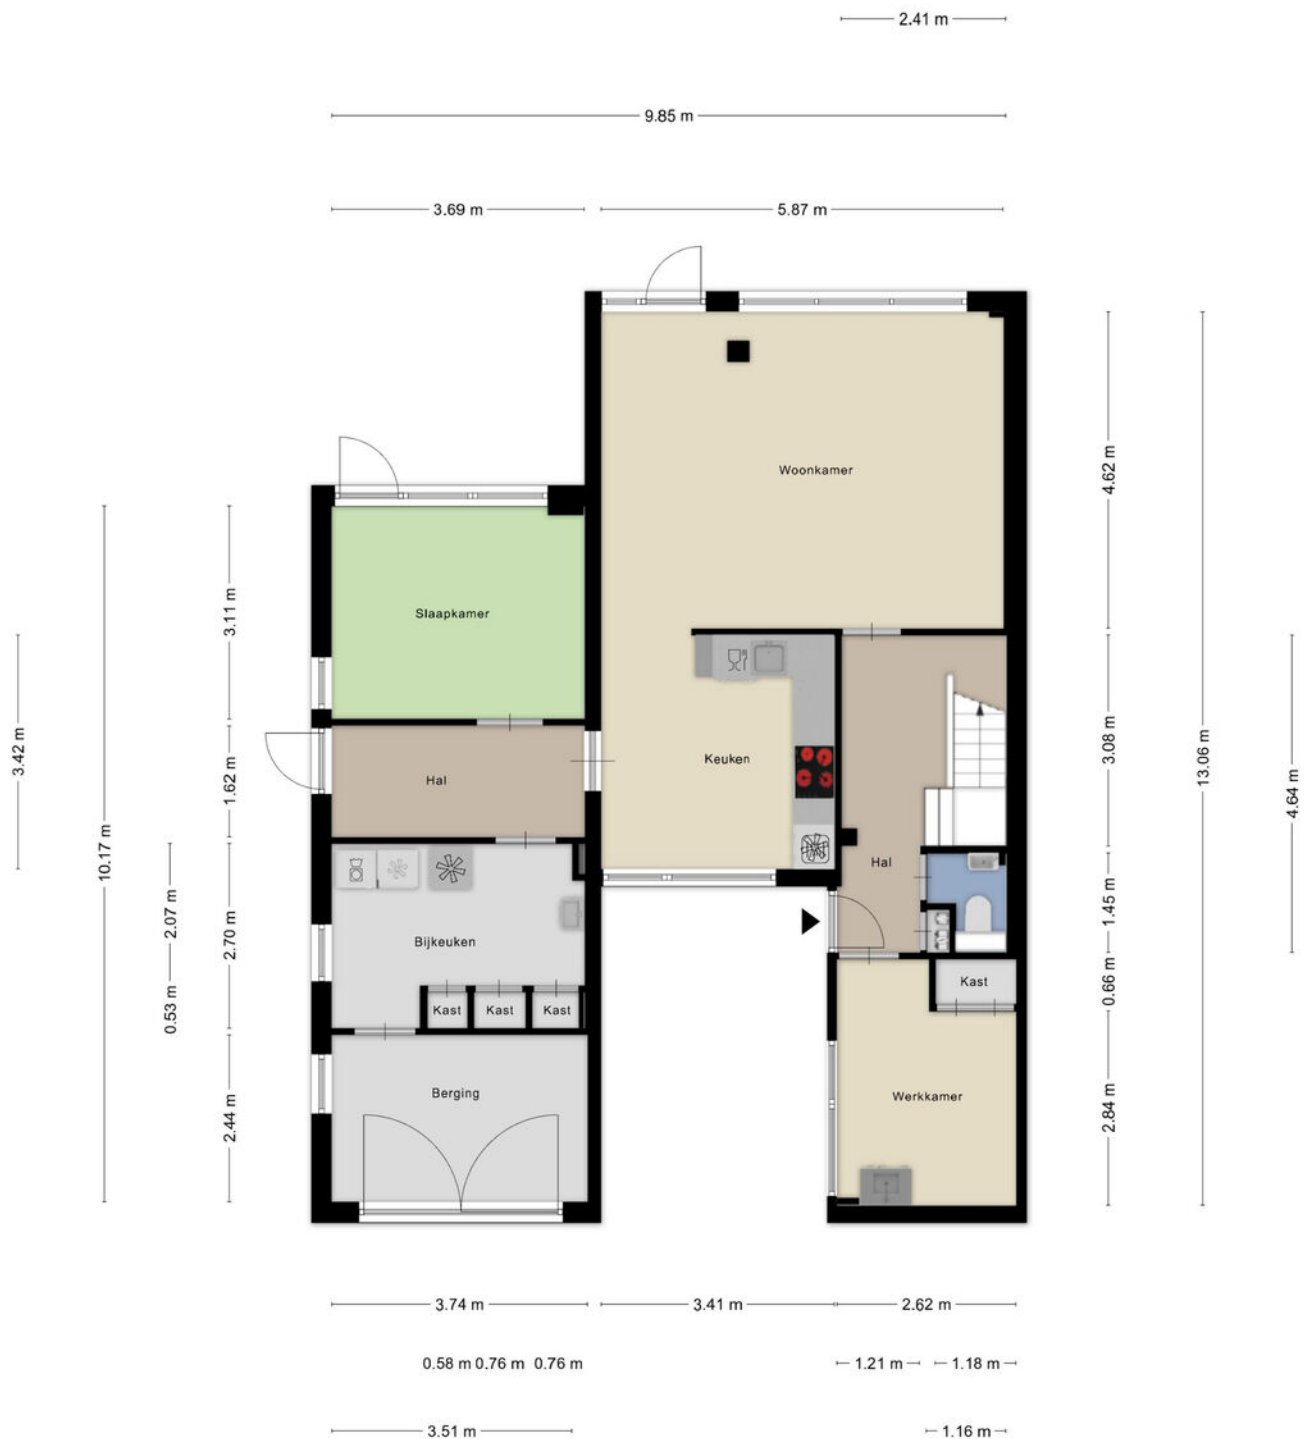 2.41 m
9.85 m
3.69 m
5.87 m
Woonkamer
4.62 m
Slaapkamer
3.11 m
3.42 m
Hal
1.62 m
Keuken
3.08 m
13.06 m
4.64 m
10.17 m
Hal
2.07 m
2.70 m
Bijkeuken
1.45 m
Kast
0.66 m
0.53 m
Kast
Kast
Kast
Berging
Werkkamer
2.44 m
2.84 m
3.74 m
3.41 m
2.62 m
0.58 m 0.76 m 0.76 m
1.21 m
1.18 m
3.51 m
1.16 m